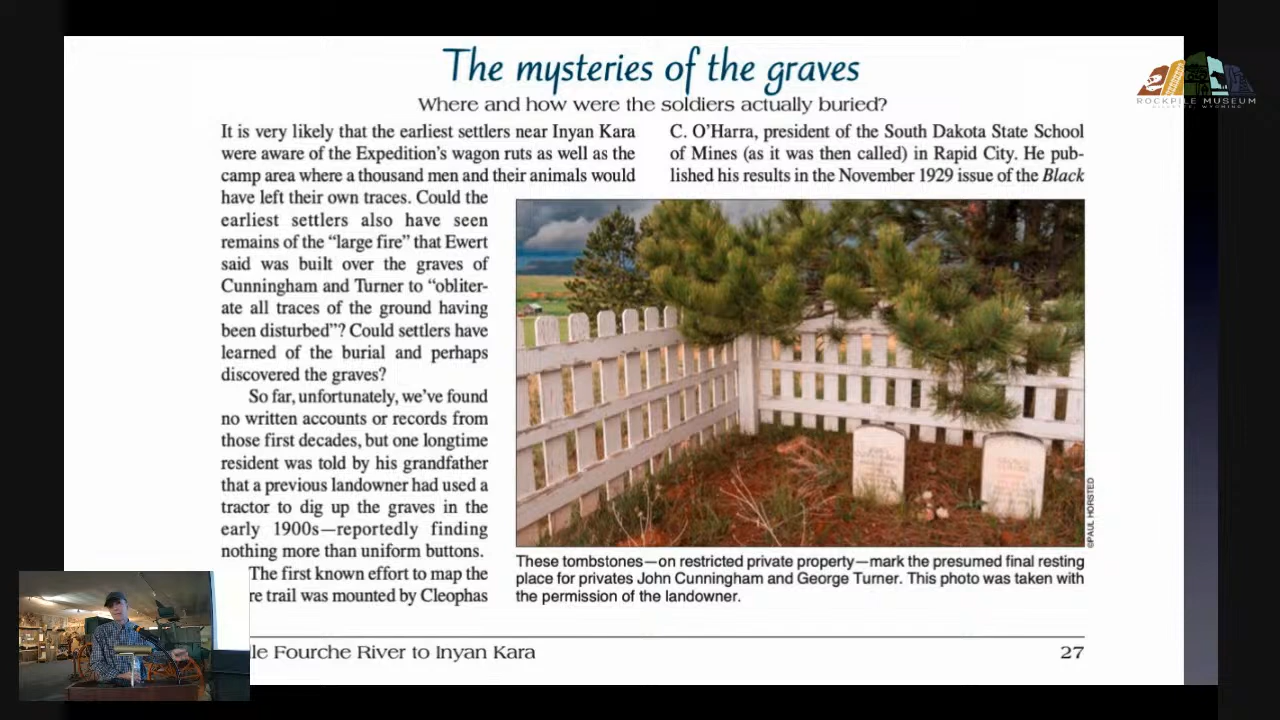 The mysteries of the graves
Where and how were the soldiers actually buried?
It is very likely that the earliest settlers near Inyan Kara
were aware of the Expedition's wagon ruts as well as the
camp area where a thousand men and their animals would
have left their own traces. Could the
earliest settlers also have seen
remains of the “large fire” that Ewert
said was built over the graves of
Cunningham and Turner to “obliter-
ate all traces of the ground having
been disturbed”? Could settlers have
learned of the burial and perhaps
discovered the graves?
So far, unfortunately, we've found
no written accounts or records from
those first decades, but one longtime
resident was told by his grandfather
that a previous landowner had used a
tractor to dig up the graves in the
early 1900s—reportedly finding
nothing more than uniform buttons.
The first known effort to map the
re trail was mounted by Cleophas
C. O'Harra, president of the South Dakota State School
of Mines (as it was then called) in Rapid City. He pub-
lished his results in the November 1929 issue of the Black
©PAUL HORSTED
These tombstones—on restricted private property—mark the presumed final resting
place for privates John Cunningham and George Turner. This photo was taken with
the permission of the landowner.
le Fourche River to Inyan Kara
27
ROCKPILE MUSEUM